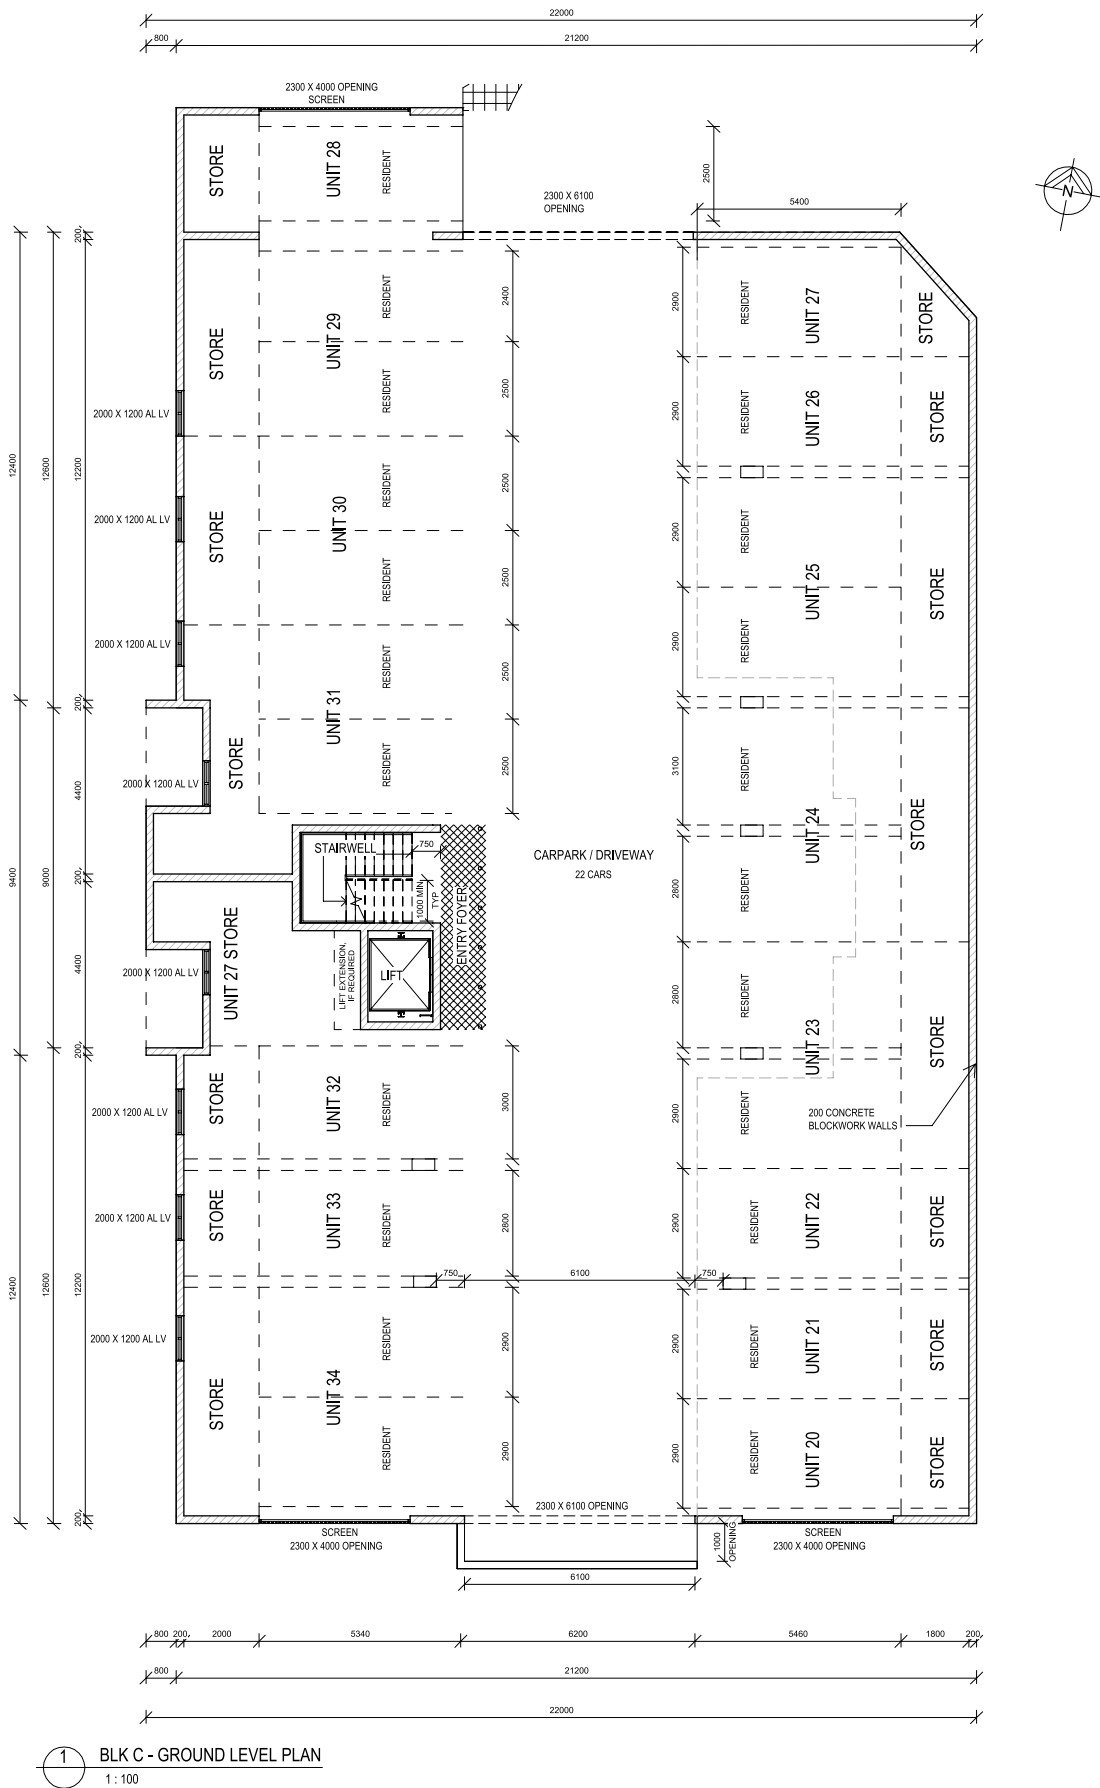 22000
800
21200
2300 X 4000 OPENING
SCREEN
STORE
UNIT 28
RESIDENT
2500
N
2300 X 6100
OPENING
5400
200
200
STORE
UNIT 29
RESIDENT
RESIDENT
2400
2500
2900
RESIDENT
UNIT 27
STORE
2900
RESIDENT
UNIT 26
STORE
2000 X 1200 AL LV
12400
12600
12200
2000 X 1200 AL LV
STORE
UNIT 30
RESIDENT
RESIDENT
2500
2500
2900
2900
RESIDENT
RESIDENT
UNIT 25
STORE
2000 X 1200 AL LV
200
STORE
UNIT 31
RESIDENT
RESIDENT
2500
2500
2000 X 1200 AL LV
4400
3100
2800
RESIDENT
RESIDENT
UNIT 24
STORE
STAIRWELL
750
CARPARK / DRIVEWAY
22 CARS
9400
9000
200
1000 MIN
TYP
ENTRY FOYER
LIFT
LIFT EXTENSION,
IF REQUIRED
UNIT 27 STORE
2000 X 1200 AL LV
4400
200
2800
2900
RESIDENT
RESIDENT
UNIT 23
STORE
STORE
UNIT 32
RESIDENT
3000
2000 X 1200 AL LV
200 CONCRETE
BLOCKWORK WALLS
STORE
UNIT 33
RESIDENT
2800
2000 X 1200 AL LV
2900
RESIDENT
UNIT 22
STORE
750
6100
750
12400
12600
12200
2000 X 1200 AL LV
STORE
UNIT 34
RESIDENT
RESIDENT
2900
2900
2900
RESIDENT
UNIT 21
STORE
2900
RESIDENT
UNIT 20
STORE
200
2300 X 6100 OPENING
SCREEN
2300 X 4000 OPENING
1000
OPENING
SCREEN
2300 X 4000 OPENING
6100
800
200
2000
5340
6200
5460
1800
200
800
21200
22000
1
BLK C - GROUND LEVEL PLAN
1 : 100